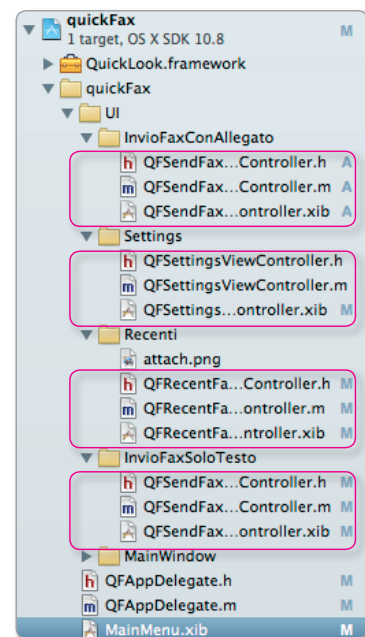 quickFax
1 target, OS X SDK 10.8 M
QuickLook.framework
quickFax
UI
InvioFaxConAllegato
QFSendFax...Controller.h A
QFSendFax...Controller.m A
QFSendFax...ontroller.xib A
Settings
QFSettingsViewController.h
QFSettingsViewController.m
QFSettings...ontroller.xib M
Recenti
attach.png
QFRecentFa...Controller.h M
QFRecentFa...ontroller.m M
QFRecentFa...ntroller.xib M
InvioFaxSoloTesto
QFSendFax...Controller.h M
QFSendFax...Controller.m M
QFSendFax...ontroller.xib M
MainWindow
QFAppDelegate.h M
QFAppDelegate.m M
MainMenu.xib M